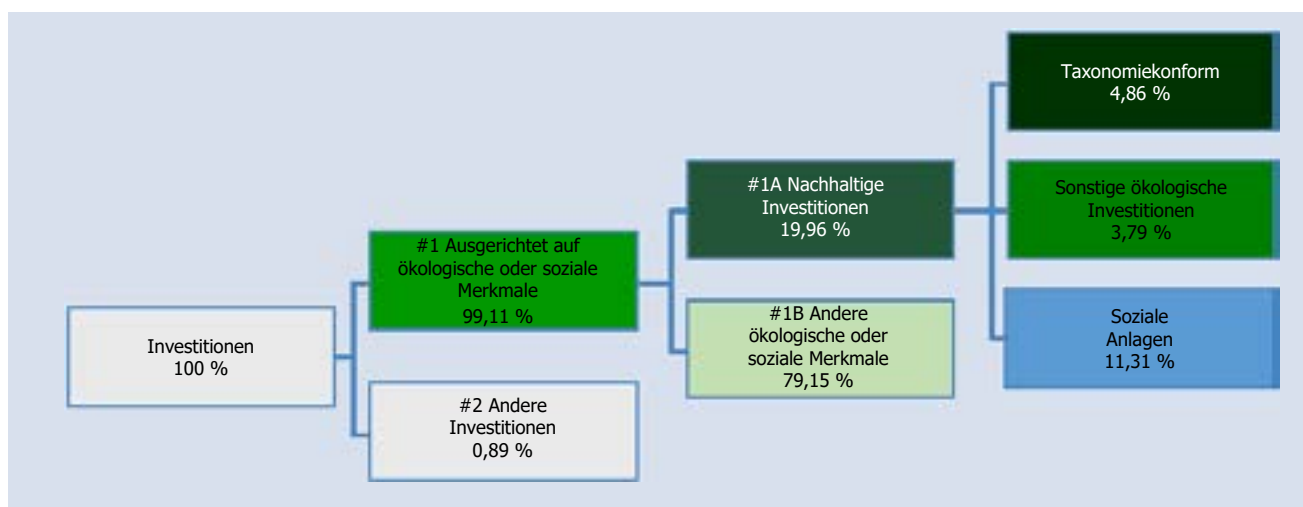 Investitionen
100 %
#1 Ausgerichtet auf
ökologische oder soziale
Merkmale
99,11 %
#2 Andere
Investitionen
0,89 %
#1A Nachhaltige
Investitionen
19,96 %
#1B Andere
ökologische oder
soziale Merkmale
79,15 %
Taxonomiekonform
4,86 %
Sonstige ökologische
Investitionen
3,79 %
Soziale
Anlagen
11,31 %